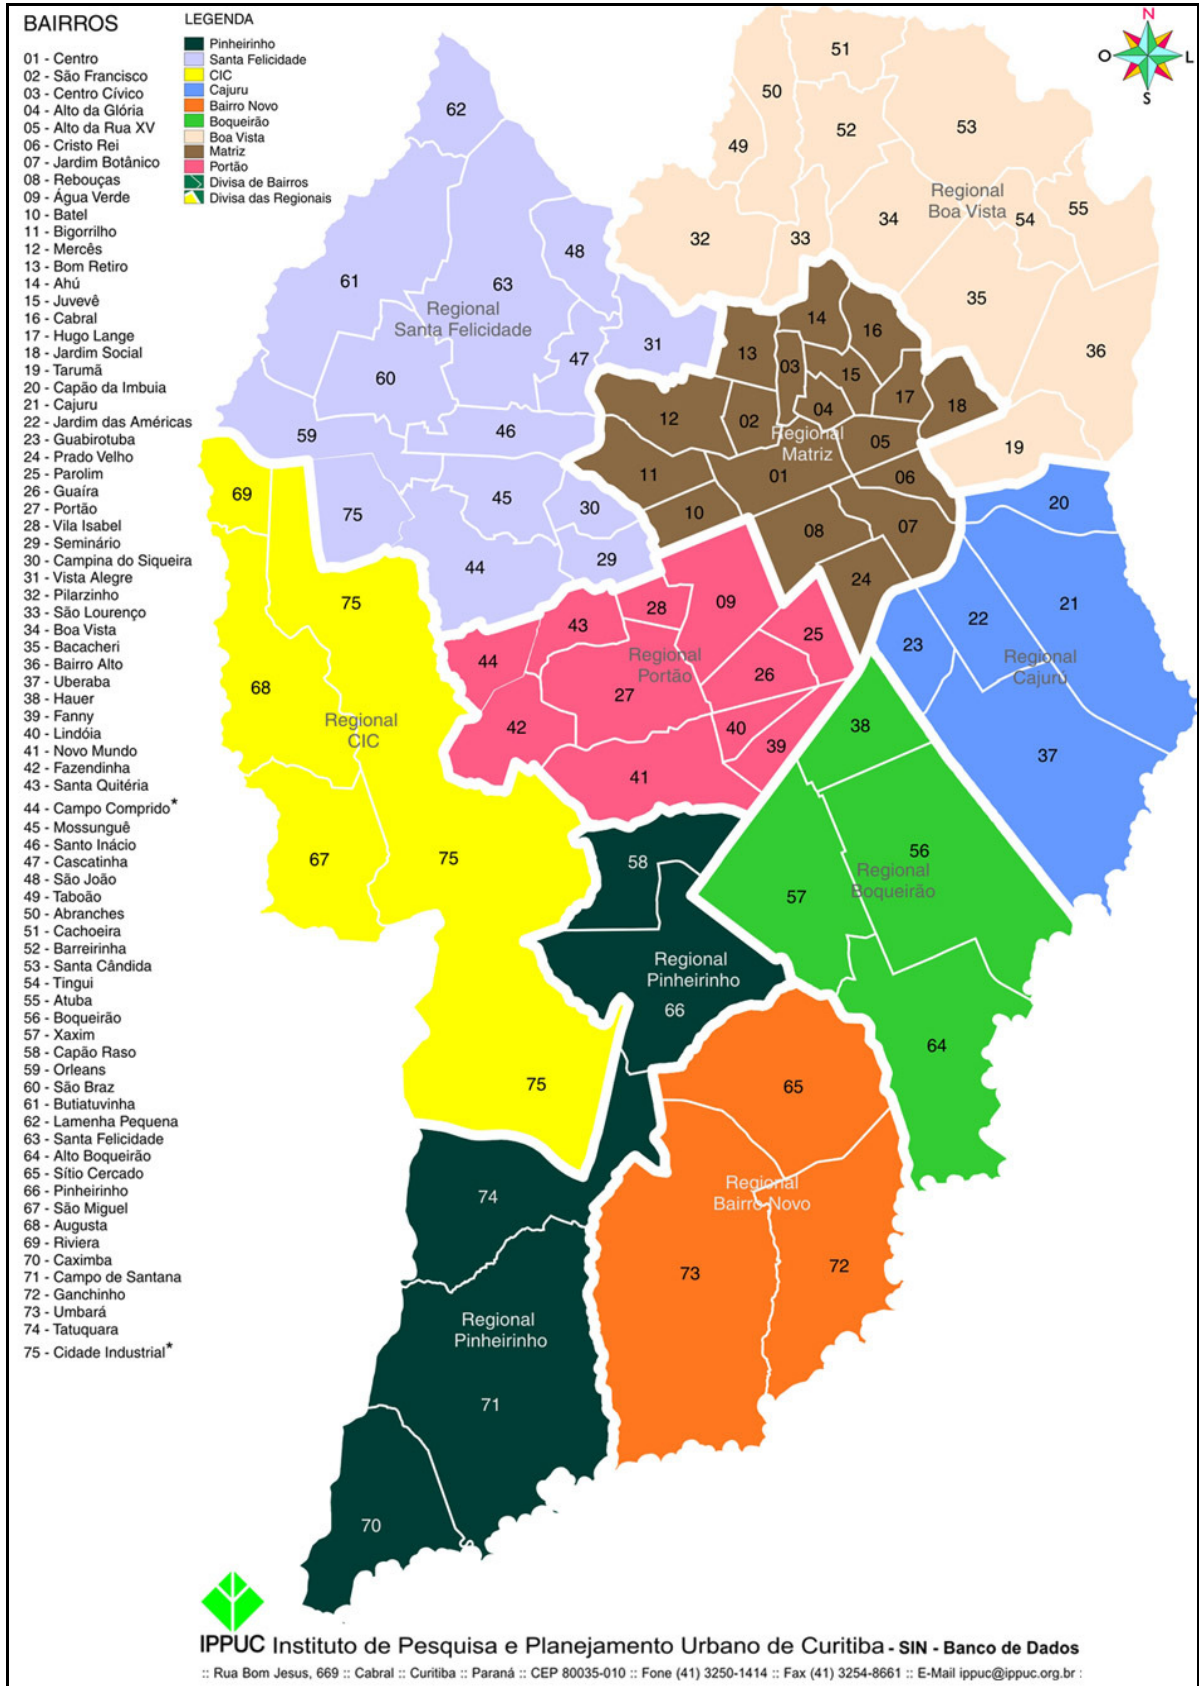 BAIRROS
01 - Centro
02 - São Francisco
03 - Centro Cívico
04 - Alto da Glória
05 - Alto da Rua XV
06 - Cristo Rei
07 - Jardim Botânico
08 - Rebouças
09 - Água Verde
10 - Batel
11 - Bigorrilho
12 - Mercês
13 - Bom Retiro
14 - Ahú
15 - Juvevê
16 - Cabral
17 - Hugo Lange
18 - Jardim Social
19 - Tarumã
20 - Capão da Imbuia
21 - Cajuru
22 - Jardim das Américas
23 - Guabirotuba
24 - Prado Velho
25 - Parolim
26 - Guaíra
27 - Portão
28 - Vila Isabel
29 - Seminário
30 - Campina do Siqueira
31 - Vista Alegre
32 - Pilarzinho
33 - São Lourenço
34 - Boa Vista
35 - Bacacheri
36 - Bairro Alto
37 - Uberaba
38 - Hauer
39 - Fanny
40 - Lindóia
41 - Novo Mundo
42 - Fazendinha
43 - Santa Quitéria
44 - Campo Comprido*
45 - Mossunguê
46 - Santo Inácio
47 - Cascatinha
48 - São João
49 - Taboão
50 - Abranches
51 - Cachoeira
52 - Barreirinha
53 - Santa Cândida
54 - Tingui
55 - Atuba
56 - Boqueirão
57 - Xaxim
58 - Capão Raso
59 - Orleans
60 - São Braz
61 - Butiatuvinha
62 - Lamenha Pequena
63 - Santa Felicidade
64 - Alto Boqueirão
65 - Sítio Cercado
66 - Pinheirinho
67 - São Miguel
68 - Augusta
69 - Riviera
70 - Caximba
71 - Campo de Santana
72 - Ganchinho
73 - Umbará
74 - Tatuquara
75 - Cidade Industrial*
LEGENDA
Pinheirinho
Santa Felicidade
CIC
Cajuru
Bairro Novo
Boqueirão
Boa Vista
Matriz
Portão
Divisa de Bairros
Divisa das Regionais
N
O
L
S
62
48
61
63
Regional
Santa Felicidade
31
47
60
59
46
45
75
30
29
44
51
50
52
53
49
Regional
Boa Vista
55
54
34
32
33
35
36
19
14
16
13
03
15
17
18
12
02
04
Regional
Matriz
05
11
01
06
10
08
07
24
20
21
22
23
Regional
Cajurú
37
09
28
43
25
44
Regional
Portão
26
27
42
40
39
41
69
75
68
Regional
CIC
67
75
75
38
56
Regional
Boqueirão
57
64
58
Regional
Pinheirinho
66
65
Regional
Bairro Novo
73
72
74
Regional
Pinheirinho
71
70
IPPUC Instituto de Pesquisa e Planejamento Urbano de Curitiba - SIN - Banco de Dados
:: Rua Bom Jesus, 669 :: Cabral :: Curitiba :: Paraná :: CEP 80035-010 :: Fone (41) 3250-1414 :: Fax (41) 3254-8661 :: E-Mail ippuc@ippuc.org.br :